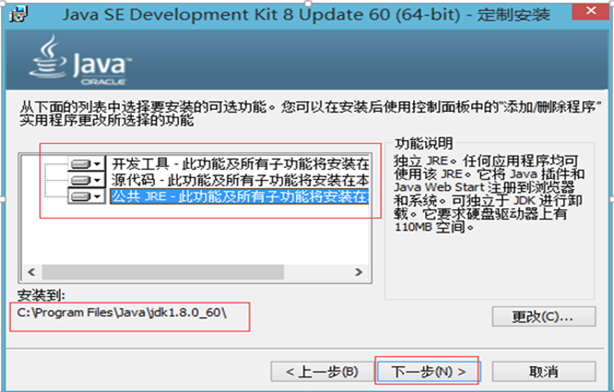 Java SE Development Kit 8 Update 60 (64-bit) - 定制安装
Java
ORACLE
从下面的列表中选择要安装的可选功能。您可以在安装后使用控制面板中的“添加/删除程序”
实用程序更改所选择的功能
开发工具 - 此功能及所有子功能将安装在
源代码 - 此功能及所有子功能将安装在本
公共 JRE - 此功能及所有子功能将安装在
功能说明
独立 JRE。任何应用程序均可
使用该 JRE。它将 Java 插件和
Java Web Start 注册到浏览器
和系统。可独立于 JDK 进行卸
载。它要求硬盘驱动器上有
110MB 空间。
安装到:
C:\Program Files\Java\jdk1.8.0_60\
更改(C)...
< 上一步(B)
下一步(N) >
取消